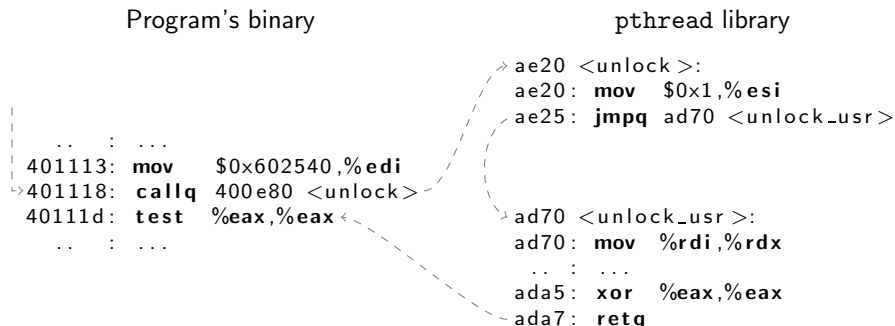 Program's binary
.. : ...
401113: mov $0x602540,%edi
401118: callq 400e80 <unlock>
40111d: test %eax,%eax
.. : ...
pthread library
ae20 <unlock>:
ae20: mov $0x1,%esi
ae25: jmpq ad70 <unlock_usr>
ad70 <unlock_usr>:
ad70: mov %rdi,%rdx
.. : ...
ada5: xor %eax,%eax
ada7: retq